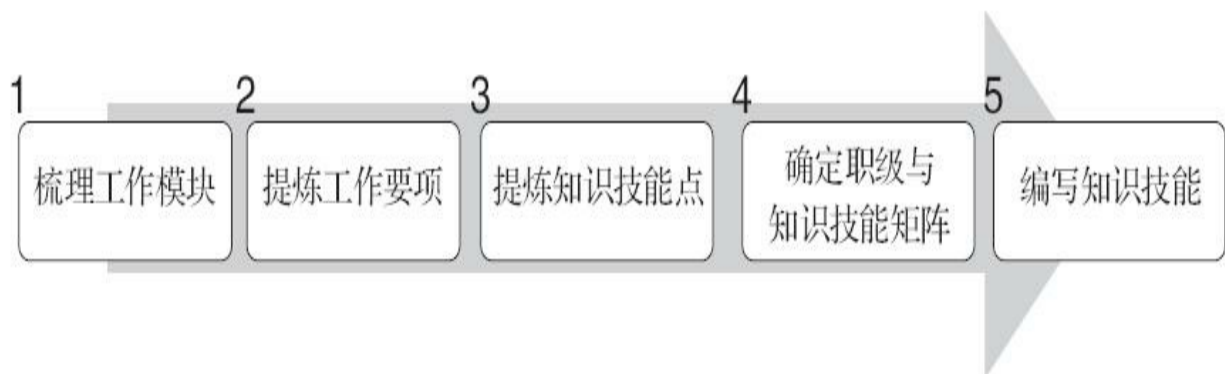 1
梳理工作模块
2
提炼工作要项
3
提炼知识技能点
4
确定职级与
知识技能矩阵
5
编写知识技能